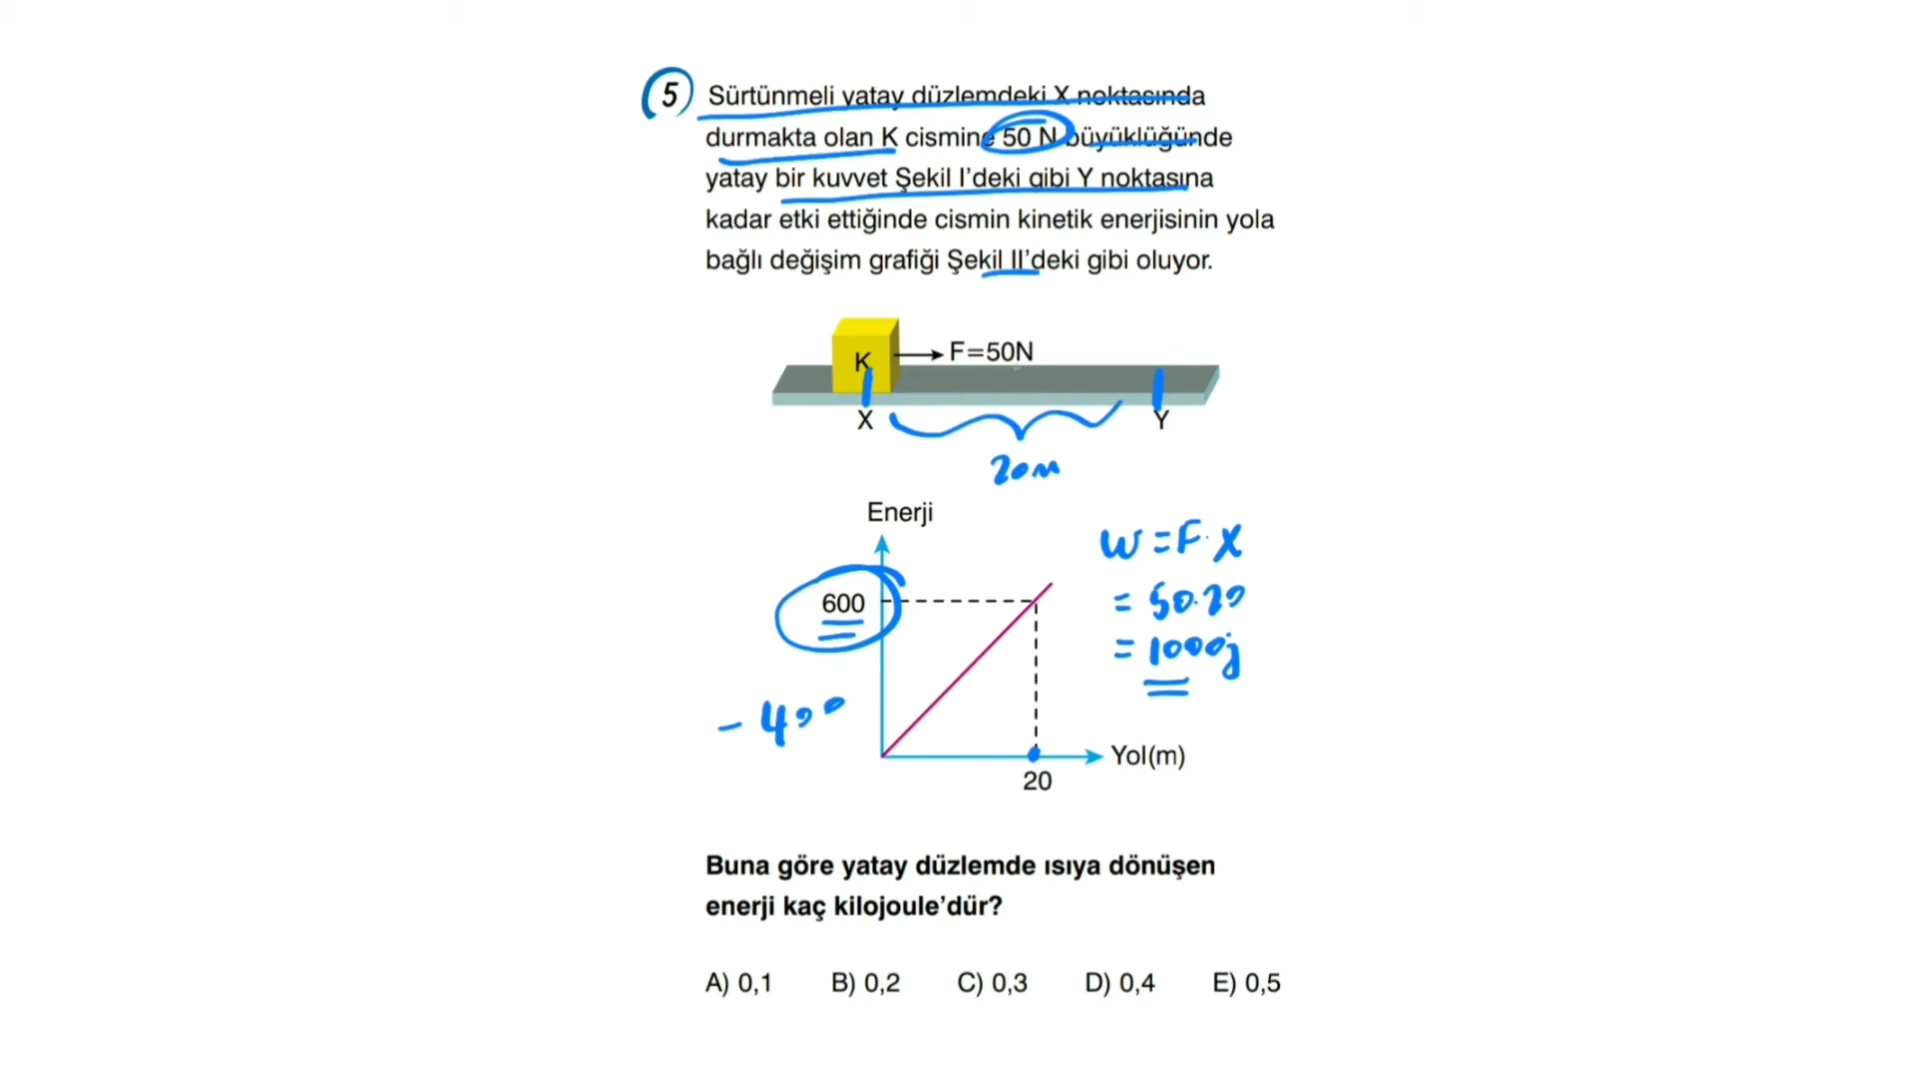 5 Sürtünmeli yatay düzlemdeki X noktasında
durmakta olan K cismine 50 N büyüklüğünde
yatay bir kuvvet Şekil I'deki gibi Y noktasına
kadar etki ettiğinde cismin kinetik enerjisinin yola
bağlı değişim grafiği Şekil II'deki gibi oluyor.
K
F=50N
X
Y
20m
Enerji
W = F. X
600
= 50.20
= 1000j
- 400
Yol(m)
20
Buna göre yatay düzlemde ısıya dönüşen
enerji kaç kilojoule'dür?
A) 0,1 B) 0,2 C) 0,3 D) 0,4 E) 0,5